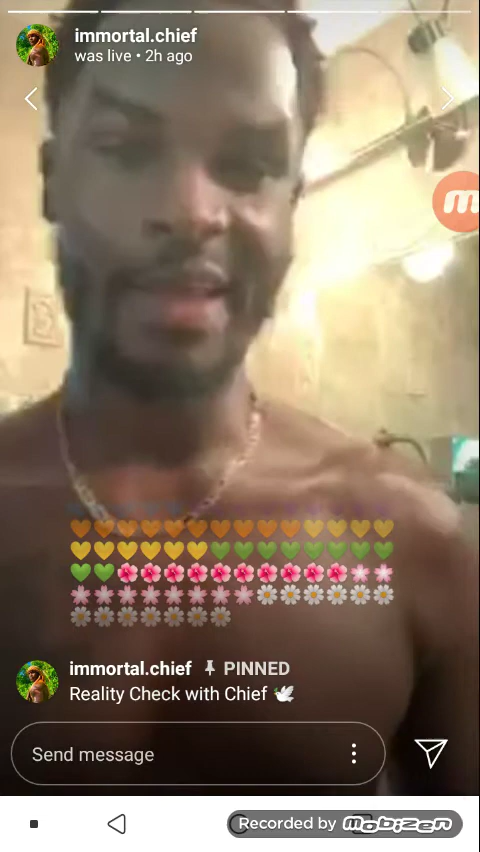 immortal.chief
was live • 2h ago
immortal.chief PINNED
Reality Check with Chief 🕊️
Send message
Recorded by mobizen